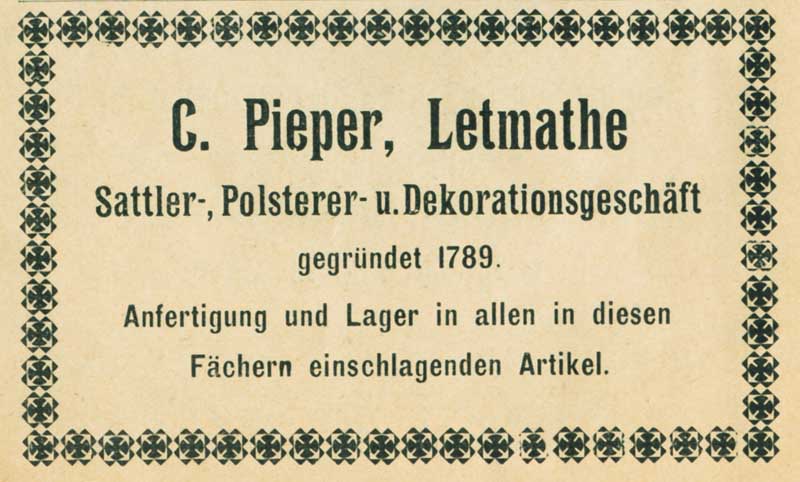 C. Pieper, Letmathe
Sattler-, Polsterer- u. Dekorationsgeschäft
gegründet 1789.
Anfertigung und Lager in allen in diesen
Fächern einschlagenden Artikel.